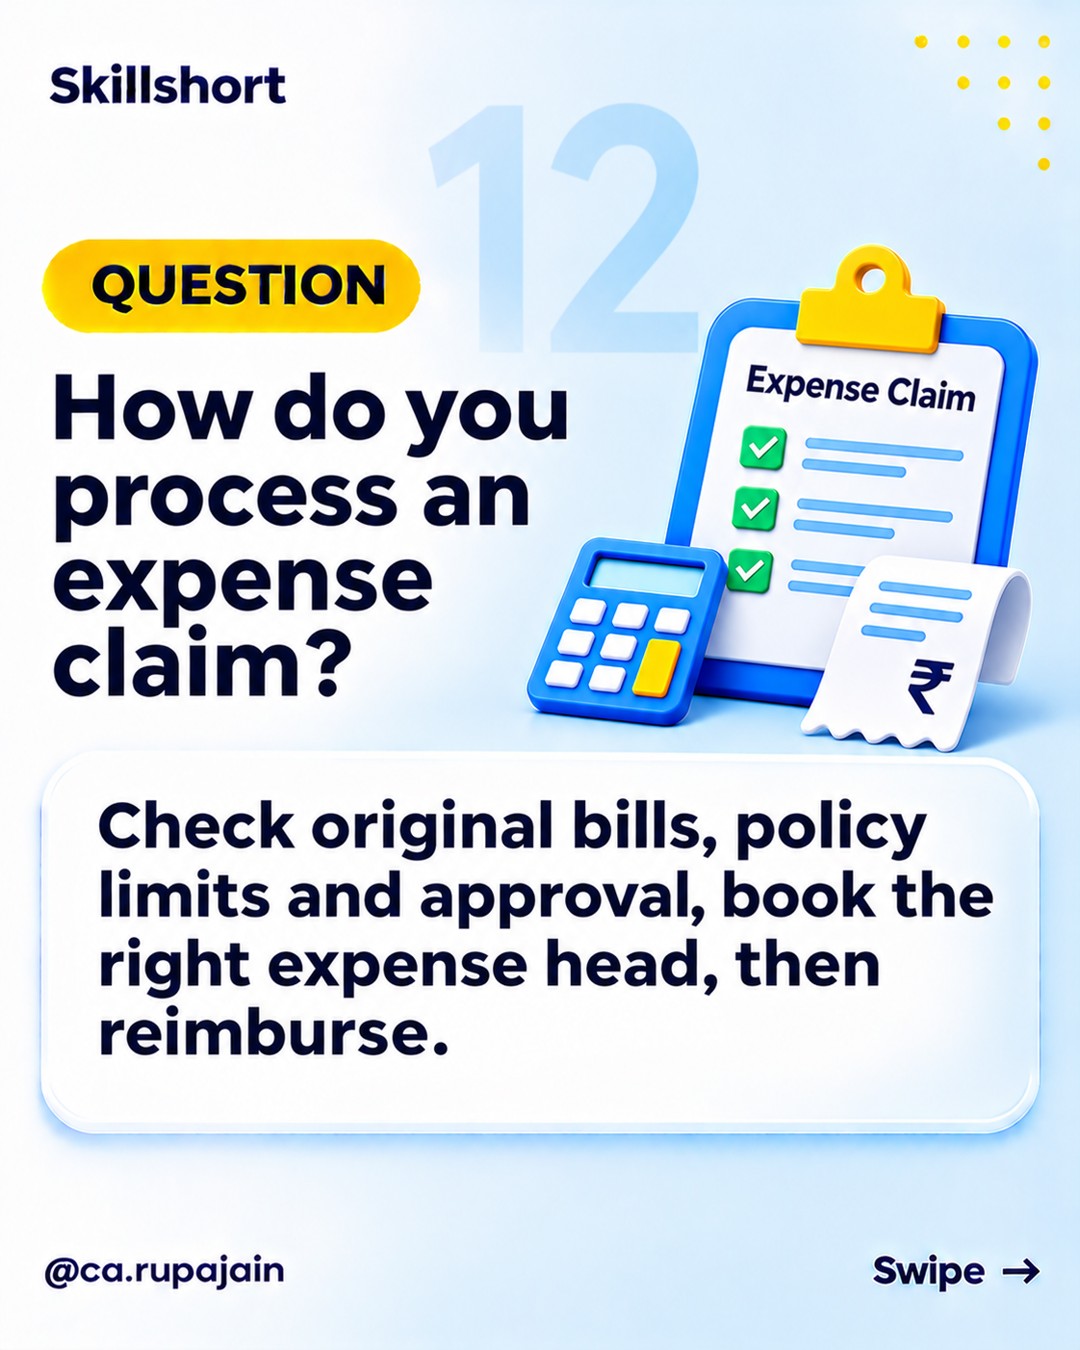 Skillshort
12
QUESTION
How do you
process an
expense
claim?
Expense Claim
₹
Check original bills, policy
limits and approval, book the
right expense head, then
reimburse.
@ca.rupajain
Swipe →